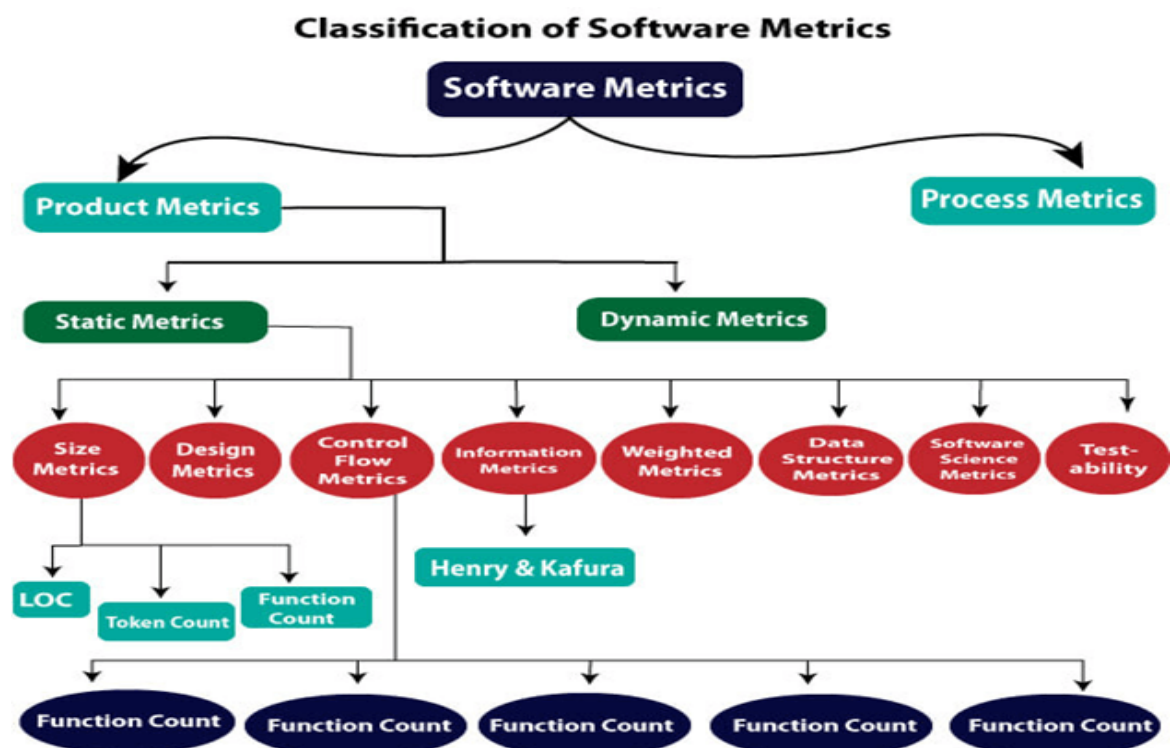 Classification of Software Metrics
Software Metrics
Product Metrics
Process Metrics
Static Metrics
Dynamic Metrics
Size
Metrics
Design
Metrics
Control
Flow
Metrics
Information
Metrics
Weighted
Metrics
Data
Structure
Metrics
Software
Science
Metrics
Test-
ability
LOC
Token Count
Function
Count
Henry & Kafura
Function Count
Function Count
Function Count
Function Count
Function Count